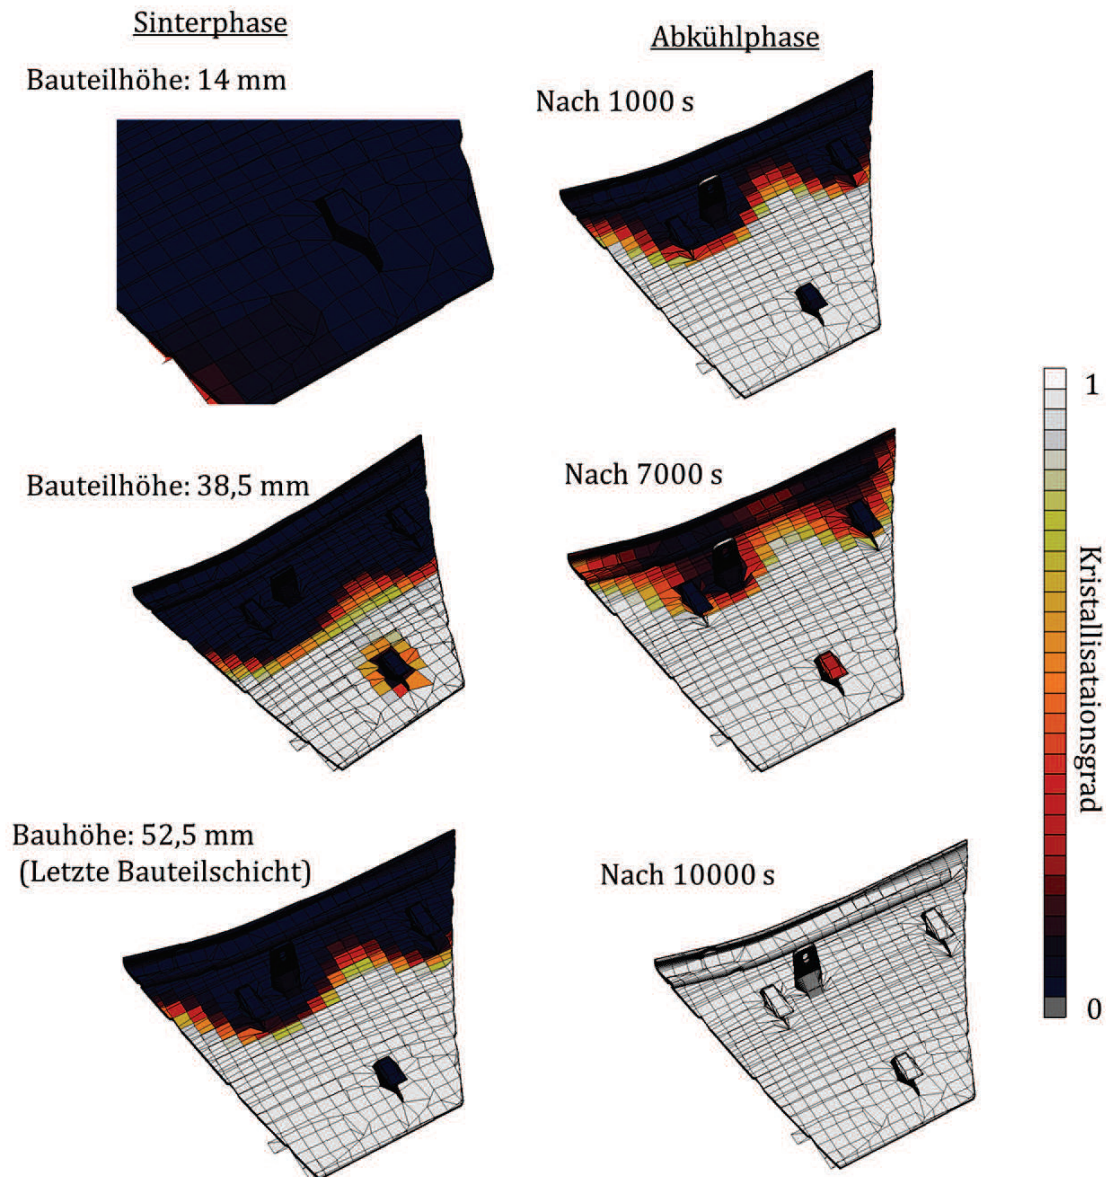 Sinterphase
Bauteilhöhe: 14 mm
Bauteilhöhe: 38,5 mm
Bauhöhe: 52,5 mm
(Letzte Bauteilschicht)
Abkühlphase
Nach 1000 s
Nach 7000 s
Nach 10000 s
1
Kristallisataionsgrad
0